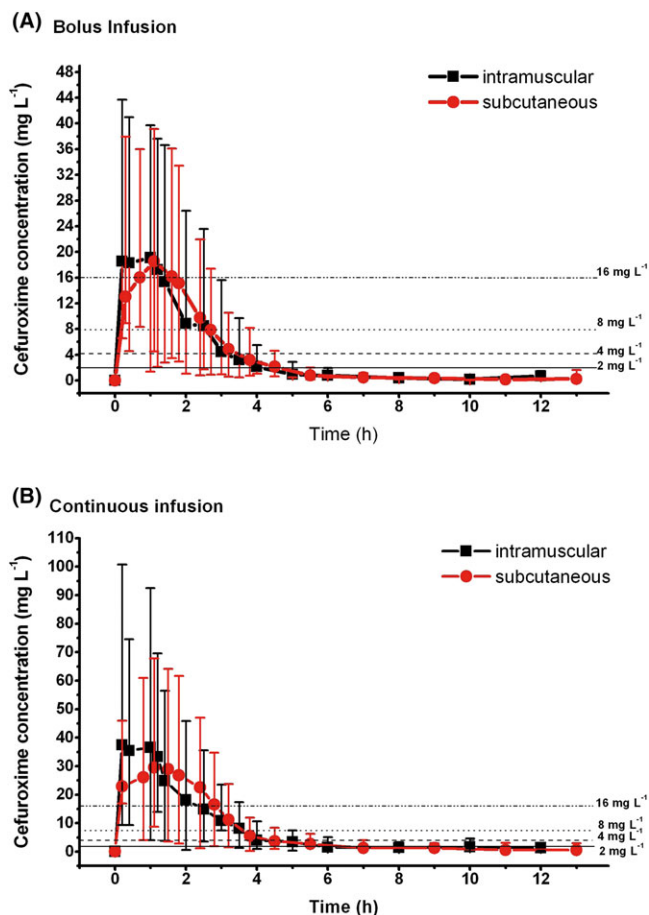 (A) Bolus Infusion
48
44
40
36
32
28
24
20
16
12
8
4
0
Cefuroxime concentration (mg L⁻¹)
intramuscular
subcutaneous
16 mg L⁻¹
8 mg L⁻¹
4 mg L⁻¹
2 mg L⁻¹
0 2 4 6 8 10 12
Time (h)
(B) Continuous infusion
110
100
90
80
70
60
50
40
30
20
10
0
Cefuroxime concentration (mg L⁻¹)
intramuscular
subcutaneous
16 mg L⁻¹
8 mg L⁻¹
4 mg L⁻¹
2 mg L⁻¹
0 2 4 6 8 10 12
Time (h)